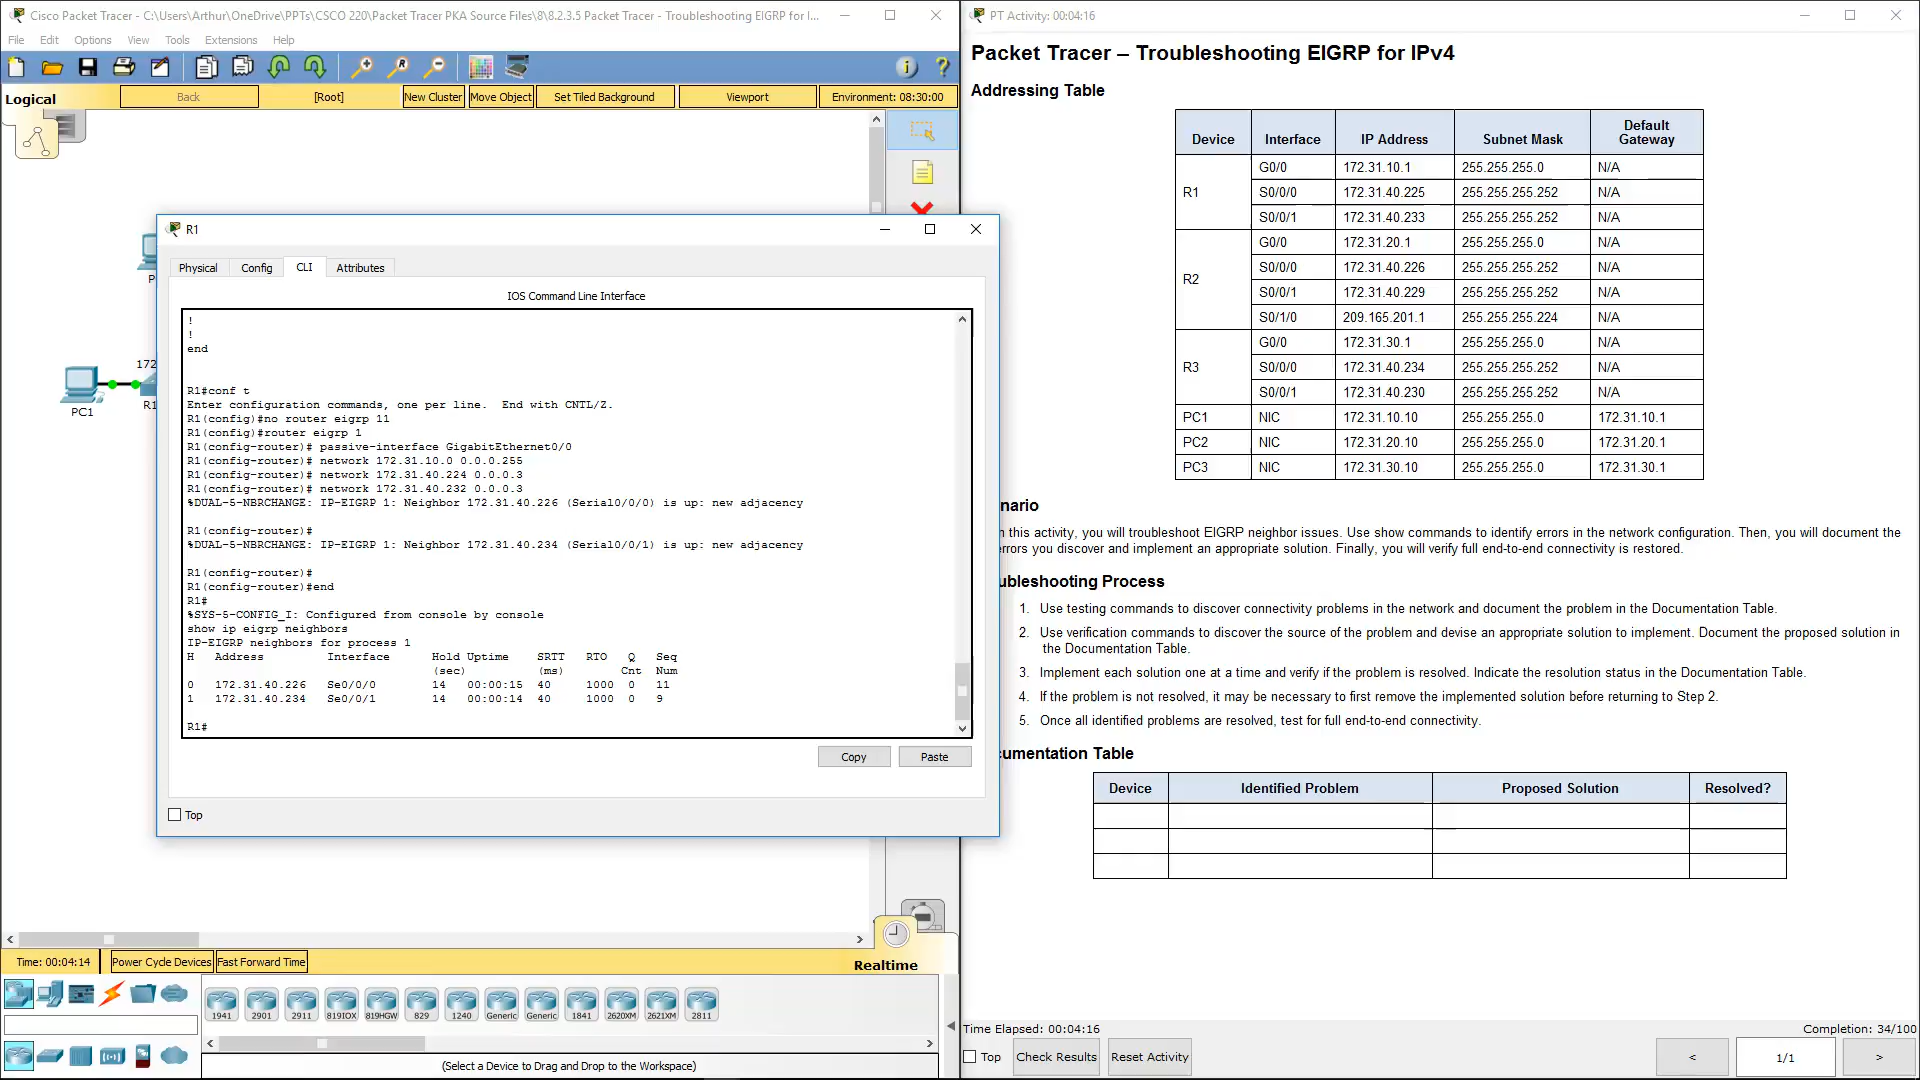 Cisco Packet Tracer - C:\Users\Arthur\OneDrive\PPTs\CSCO 220\Packet Tracer PKA Source Files\8\8.2.3.5 Packet Tracer - Troubleshooting EIGRP for I...
File Edit Options View Tools Extensions Help
Logical Back [Root] New Cluster Move Object Set Tiled Background Viewport Environment: 08:30:00
P
172
PC1 R1
R1
Physical Config CLI Attributes
IOS Command Line Interface
!
!
end
R1#conf t
Enter configuration commands, one per line. End with CNTL/Z.
R1(config)#no router eigrp 11
R1(config)#router eigrp 1
R1(config-router)# passive-interface GigabitEthernet0/0
R1(config-router)# network 172.31.10.0 0.0.0.255
R1(config-router)# network 172.31.40.224 0.0.0.3
R1(config-router)# network 172.31.40.232 0.0.0.3
%DUAL-5-NBRCHANGE: IP-EIGRP 1: Neighbor 172.31.40.226 (Serial0/0/0) is up: new adjacency
R1(config-router)#
%DUAL-5-NBRCHANGE: IP-EIGRP 1: Neighbor 172.31.40.234 (Serial0/0/1) is up: new adjacency
R1(config-router)#
R1(config-router)#end
R1#
%SYS-5-CONFIG_I: Configured from console by console
show ip eigrp neighbors
IP-EIGRP neighbors for process 1
H Address Interface Hold Uptime SRTT RTO Q Seq
(sec) (ms) Cnt Num
0 172.31.40.226 Se0/0/0 14 00:00:15 40 1000 0 11
1 172.31.40.234 Se0/0/1 14 00:00:14 40 1000 0 9
R1#
Copy Paste
Top
Realtime
Time: 00:04:14 Power Cycle Devices Fast Forward Time
1941 2901 2911 819IOX 819HGW 829 1240 Generic Generic 1841 2620XM 2621XM 2811
(Select a Device to Drag and Drop to the Workspace)
PT Activity: 00:04:16
Packet Tracer – Troubleshooting EIGRP for IPv4
Addressing Table
Device Interface IP Address Subnet Mask Default Gateway
R1 G0/0 172.31.10.1 255.255.255.0 N/A
S0/0/0 172.31.40.225 255.255.255.252 N/A
S0/0/1 172.31.40.233 255.255.255.252 N/A
R2 G0/0 172.31.20.1 255.255.255.0 N/A
S0/0/0 172.31.40.226 255.255.255.252 N/A
S0/0/1 172.31.40.229 255.255.255.252 N/A
S0/1/0 209.165.201.1 255.255.255.224 N/A
R3 G0/0 172.31.30.1 255.255.255.0 N/A
S0/0/0 172.31.40.234 255.255.255.252 N/A
S0/0/1 172.31.40.230 255.255.255.252 N/A
PC1 NIC 172.31.10.10 255.255.255.0 172.31.10.1
PC2 NIC 172.31.20.10 255.255.255.0 172.31.20.1
PC3 NIC 172.31.30.10 255.255.255.0 172.31.30.1
nario
n this activity, you will troubleshoot EIGRP neighbor issues. Use show commands to identify errors in the network configuration. Then, you will document the
rrors you discover and implement an appropriate solution. Finally, you will verify full end-to-end connectivity is restored.
ubleshooting Process
1. Use testing commands to discover connectivity problems in the network and document the problem in the Documentation Table.
2. Use verification commands to discover the source of the problem and devise an appropriate solution to implement. Document the proposed solution in
the Documentation Table.
3. Implement each solution one at a time and verify if the problem is resolved. Indicate the resolution status in the Documentation Table.
4. If the problem is not resolved, it may be necessary to first remove the implemented solution before returning to Step 2.
5. Once all identified problems are resolved, test for full end-to-end connectivity.
cumentation Table
Device Identified Problem Proposed Solution Resolved?
Time Elapsed: 00:04:16 Completion: 34/100
Top Check Results Reset Activity < 1/1 >